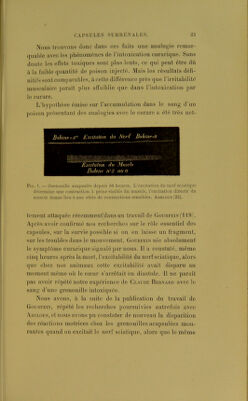 CAPSULES SURRÉNALES. 21
Nous trouvons donc dans ces faits une analogie remar-
quable avec les phénomènes de l'intoxication curarique. Sans
doute les effets toxiques sont plus lents, ce qui peut être dû
à la faible quantité de poison injecté. Mais les résultats défi-
nitifs sont comparables, à cette différence près que l'irritabilité
musculaire paraît plus affaiblie que dans l'intoxication par
le curare.
L'hypothèse émise sur l'accumulation dans le sang d'un
poison présentant des analogies avec le curare a été très net-
Excitation du Nerf
Excitation du Muscle
tement attaquée récemment dans un travail de GOURFEIN (119).
Après avoir confirmé nos recherches sur le rôle essentiel des
capsules, sur la survie possible si on en laisse un fragment,
sur les troubles dans le mouvement, GOURFEIN nie absolument
le symptôme curarique signalé par nous. Il a constaté, même
cinq heures après la mort, l'excitabilité du nerf sciatique, alors
que chez nos animaux cette excitabilité avait disparu au
moment même où le cœur s'arrêtait en diastole. Il ne paraît
pas avoir répété notre expérience de CLAUDE BERNARD avec le
sang d'une grenouille intoxiquée.
Nous avons, à la suite de la publication du travail de
GOURFEIN, répété les recherches poursuivies autrefois avec
ABELOUS, et nous avons pu constater de nouveau la disparition
des réactions motrices chez les grenouilles acapsulées mou-
rantes quand on excitait le nerf sciatique, alors que le même